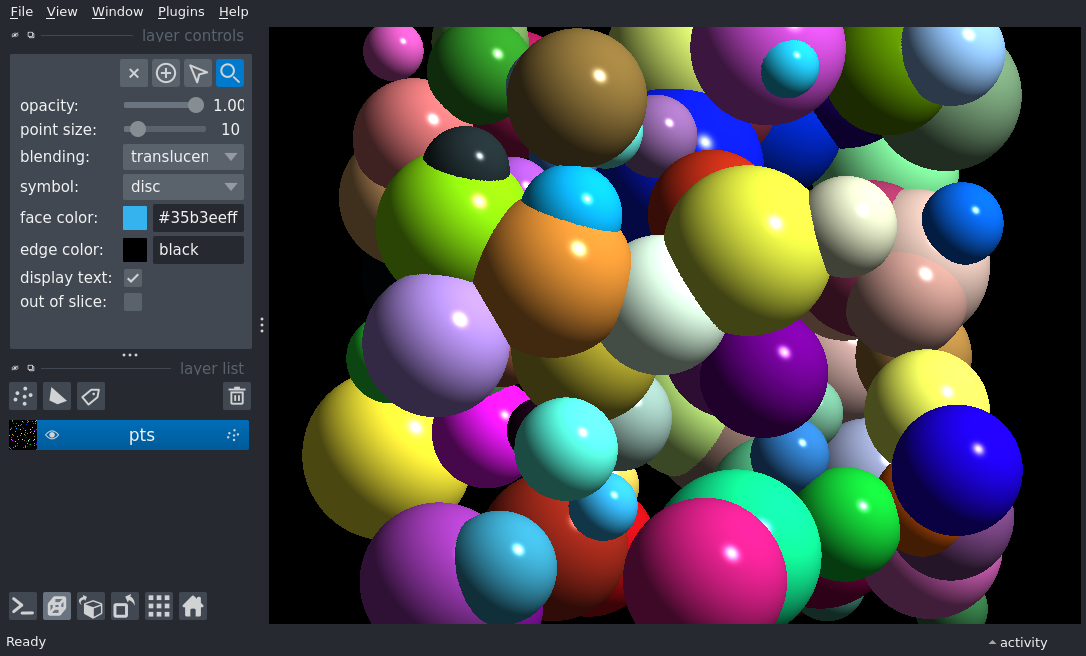 File View Window Plugins Help
layer controls
opacity: 1.00
point size: 10
blending: translucen
symbol: disc
face color: #35b3eeff
edge color: black
display text:
out of slice:
layer list
pts
Ready
activity